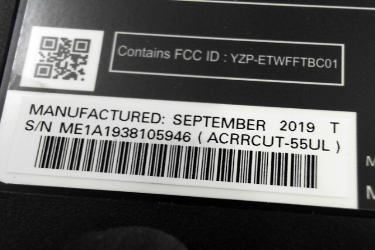 Contains FCC ID : YZP-ETWFFTBC01
MANUFACTURED: SEPTEMBER 2019 T
S/N ME1A1938105946 ( ACRRCUT-55UL )